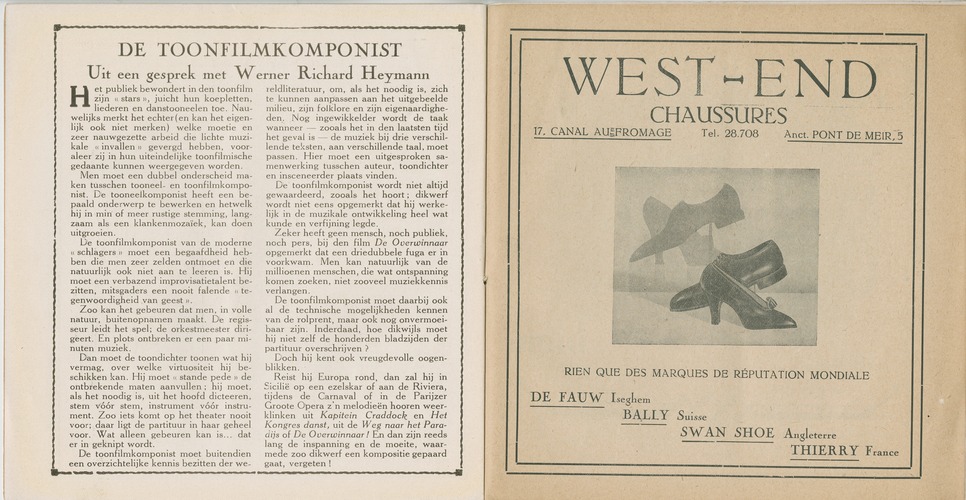 DE TOONFILMKOMPONIST
Uit een gesprek met Werner Richard Heymann
Het publiek bewondert in den toonfilm
zijn « stars », juicht hun koepletten,
liederen en danstooneelen toe. Nau-
welijks merkt het echter (en kan het eigen-
lijk ook niet merken) welke moetie en
zeer nauwgezette arbeid die lichte muzi-
kale « invallen » gevergd hebben, voor-
aleer zij in hun uiteindelijke toonfilmische
gedaante kunnen weergegeven worden.
Men moet een dubbel onderscheid ma-
ken tusschen tooneel- en toonfilmkompo-
nist. De tooneelkomponist heeft een be-
paald onderwerp te bewerken en hetwelk
hij in min of meer rustige stemming, lang-
zaam als een klankenmozaïek, kan doen
uitgroeien.
De toonfilmkomponist van de moderne
« schlagers » moet een begaafdheid heb-
ben die men zeer zelden ontmoet en die
natuurlijk ook niet aan te leeren is. Hij
moet een verbazend improvisatietalent be-
zitten, mitsgaders een nooit falende « te-
genwoordigheid van geest ».
Zoo kan het gebeuren dat men, in volle
natuur, buitenopnamen maakt. De regis-
seur leidt het spel; de orkestmeester diri-
geert. En plots ontbreken er een paar mi-
nuten muziek.
Dan moet de toondichter toonen wat hij
vermag, over welke virtuositeit hij be-
schikken kan. Hij moet « stande pede » de
ontbrekende maten aanvullen; hij moet,
als het noodig is, uit het hoofd dicteeren,
stem vóór stem, instrument vóór instru-
ment. Zoo iets komt op het theater nooit
voor; daar ligt de partituur in haar geheel
voor. Wat alleen gebeuren kan is... dat
er in geknipt wordt.
De toonfilmkomponist moet buitendien
een overzichtelijke kennis bezitten der we-
reldliteratuur, om, als het noodig is, zich
te kunnen aanpassen aan het uitgebeelde
milieu, zijn folklore en zijn eigenaardighe-
den. Nog ingewikkelder wordt de taak
wanneer — zooals het in den laatsten tijd
het geval is — de muziek bij drie verschil-
lende teksten, aan verschillende taal, moet
passen. Hier moet een uitgesproken sa-
menwerking tusschen auteur, toondichter
en insceneerder plaats vinden.
De toonfilmkomponist wordt niet altijd
gewaardeerd, zooals het hoort; dikwerf
wordt niet eens opgemerkt dat hij werke-
lijk in de muzikale ontwikkeling heel wat
kunde en verfijning legde.
Zeker heeft geen mensch, noch publiek,
noch pers, bij den film De Overwinnaar
opgemerkt dat een driedubbele fuga er in
voorkwam. Men kan natuurlijk van de
millioenen menschen, die wat ontspanning
komen zoeken, niet zooveel muziekkennis
verlangen.
De toonfilmkomponist moet daarbij ook
al de technische mogelijkheden kennen
van de rolprent, maar ook nog onvermoei-
baar zijn. Inderdaad, hoe dikwijls moet
hij niet zelf de honderden bladzijden der
partituur overschrijven ?
Doch hij kent ook vreugdevolle oogen-
blikken.
Reist hij Europa rond, dan zal hij in
Sicilië op een ezelskar of aan de Riviera,
tijdens de Carnaval of in de Parijzer
Groote Opera z'n melodieën hooren weer-
klinken uit Kapitein Craddock en Het
Kongres danst, uit de Weg naar het Para-
dijs of De Overwinnaar ! En dan zijn reeds
lang de inspanning en de moeite, waar-
mede zoo dikwerf een kompositie gepaard
gaat, vergeten !
WEST-END
CHAUSSURES
17. CANAL AU FROMAGE Tel. 28.708 Anct. PONT DE MEIR, 5
RIEN QUE DES MARQUES DE RÉPUTATION MONDIALE
DE FAUW Iseghem
BALLY Suisse
SWAN SHOE Angleterre
THIERRY France